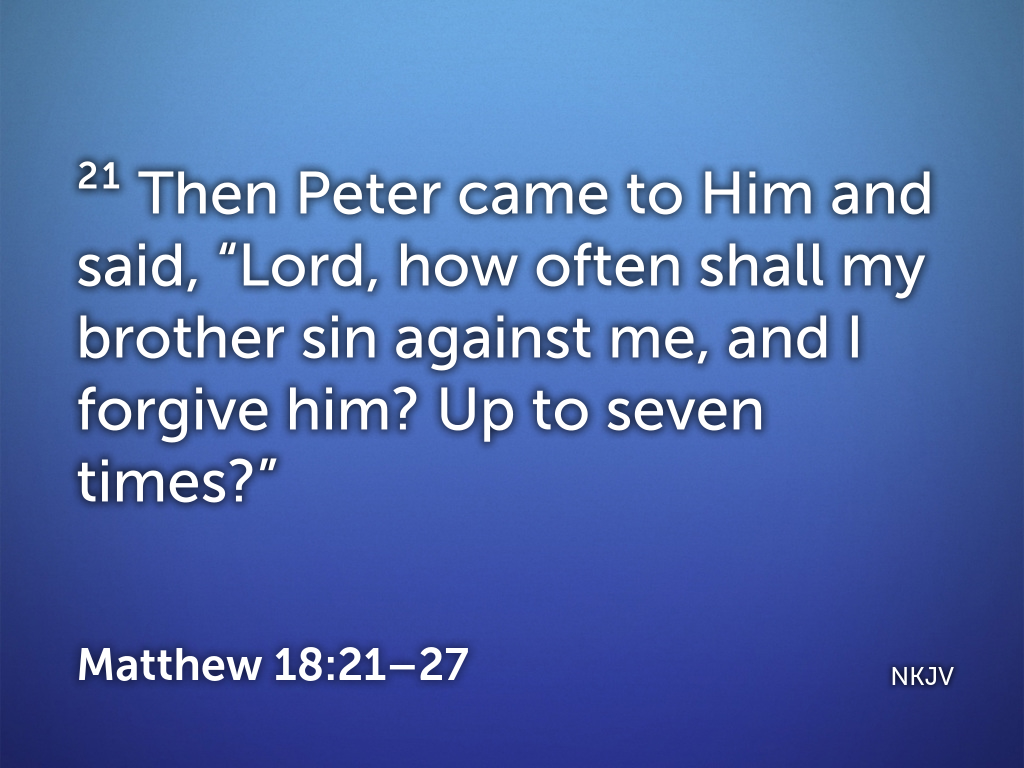 21 Then Peter came to Him and
said, “Lord, how often shall my
brother sin against me, and I
forgive him? Up to seven
times?”
Matthew 18:21–27
NKJV